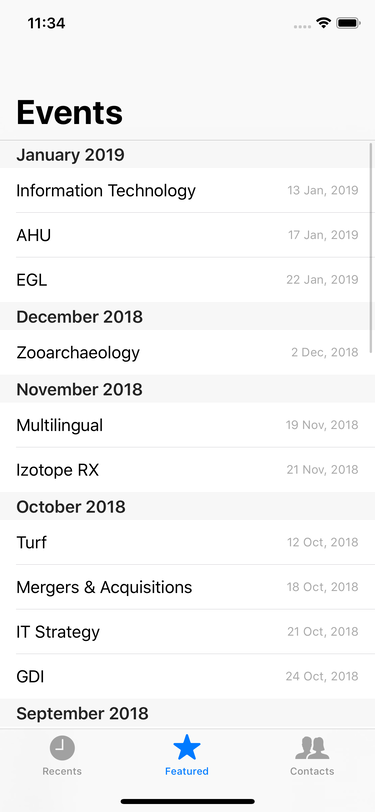 11:34
Events
January 2019
Information Technology 13 Jan, 2019
AHU 17 Jan, 2019
EGL 22 Jan, 2019
December 2018
Zooarchaeology 2 Dec, 2018
November 2018
Multilingual 19 Nov, 2018
Izotope RX 21 Nov, 2018
October 2018
Turf 12 Oct, 2018
Mergers & Acquisitions 18 Oct, 2018
IT Strategy 21 Oct, 2018
GDI 24 Oct, 2018
September 2018
Recents Featured Contacts